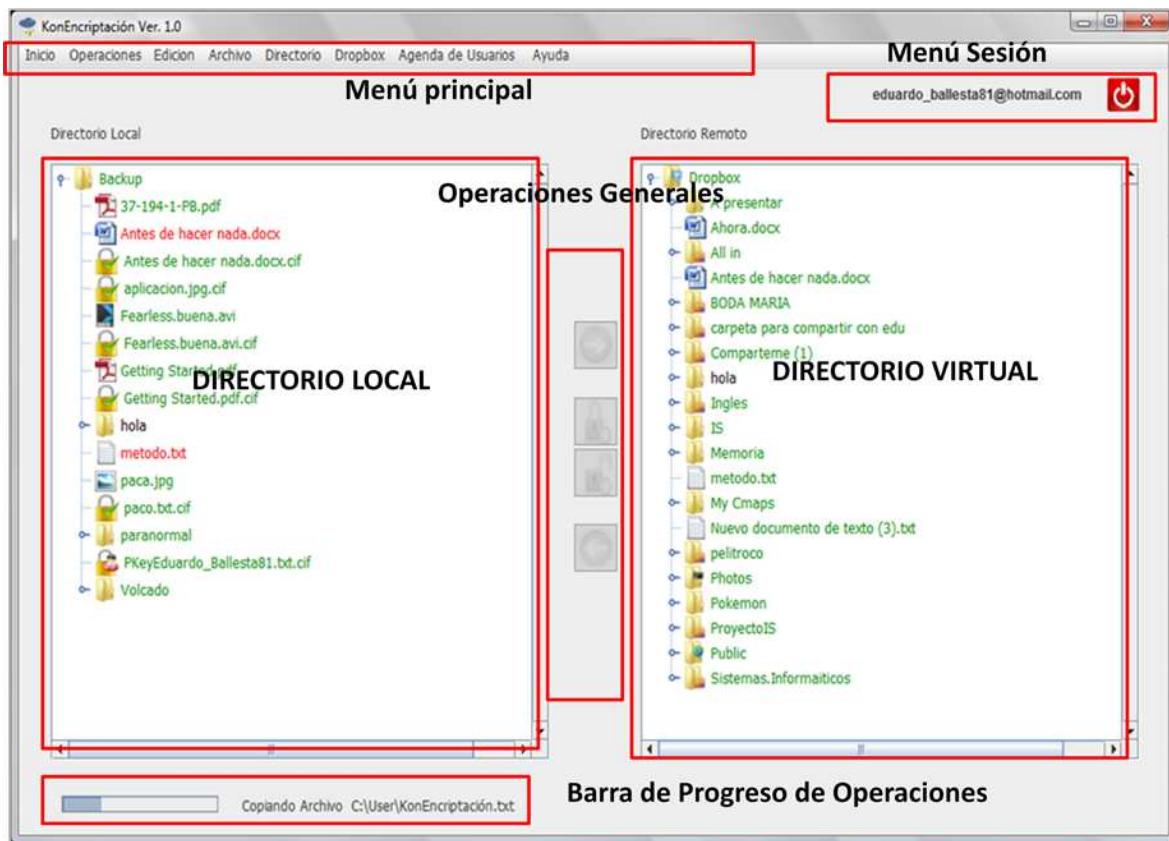 KonEncriptación Ver. 1.0
Inicio Operaciones Edicion Archivo Directorio Dropbox Agenda de Usuarios Ayuda
Menú Sesión
Menú principal
eduardo_ballesta81@hotmail.com
Directorio Local
Directorio Remoto
Operaciones Generales
Backup
37-194-1-PB.pdf
Antes de hacer nada.docx
Antes de hacer nada.docx.cif
aplicacion.jpg.cif
Fearless.buena.avi
Fearless.buena.avi.cif
Getting Started.pdf
DIRECTORIO LOCAL
Getting Started.pdf.cif
hola
metodo.txt
paca.jpg
paco.txt.cif
paranormal
PKeyEduardo_Ballesta81.txt.cif
Volcado
Dropbox
A presentar
Ahora.docx
All in
Antes de hacer nada.docx
BODA MARIA
carpeta para compartir con edu
Comparteme (1)
DIRECTORIO VIRTUAL
hola
Ingles
IS
Memoria
metodo.txt
My Cmaps
Nuevo documento de texto (3).txt
pelitroco
Photos
Pokemon
ProyectoIS
Public
Sistemas.Informaiticos
Copiando Archivo C:\User\KonEncriptación.txt
Barra de Progreso de Operaciones